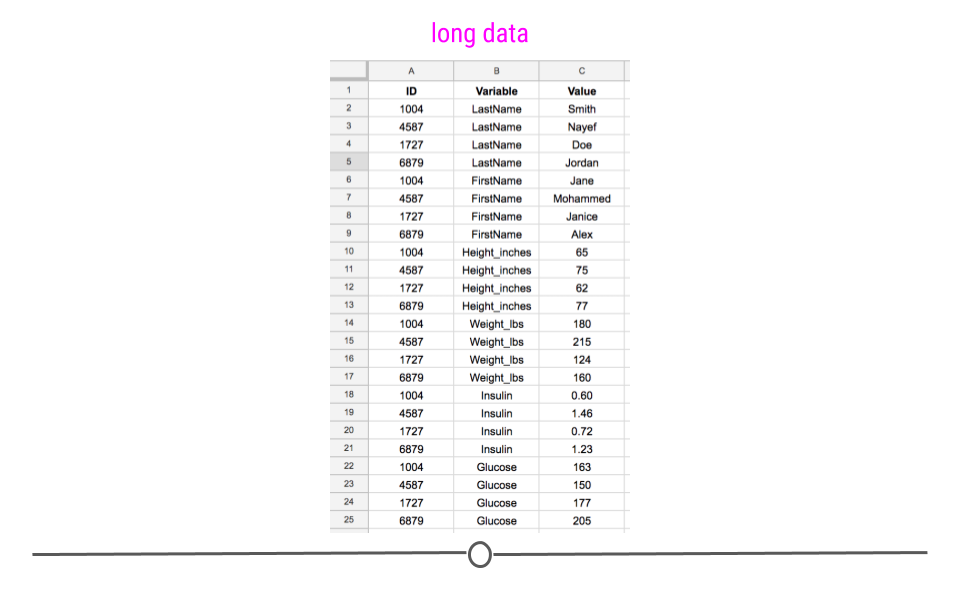 long data
A B C
1 ID Variable Value
2 1004 LastName Smith
3 4587 LastName Nayef
4 1727 LastName Doe
5 6879 LastName Jordan
6 1004 FirstName Jane
7 4587 FirstName Mohammed
8 1727 FirstName Janice
9 6879 FirstName Alex
10 1004 Height_inches 65
11 4587 Height_inches 75
12 1727 Height_inches 62
13 6879 Height_inches 77
14 1004 Weight_lbs 180
15 4587 Weight_lbs 215
16 1727 Weight_lbs 124
17 6879 Weight_lbs 160
18 1004 Insulin 0.60
19 4587 Insulin 1.46
20 1727 Insulin 0.72
21 6879 Insulin 1.23
22 1004 Glucose 163
23 4587 Glucose 150
24 1727 Glucose 177
25 6879 Glucose 205